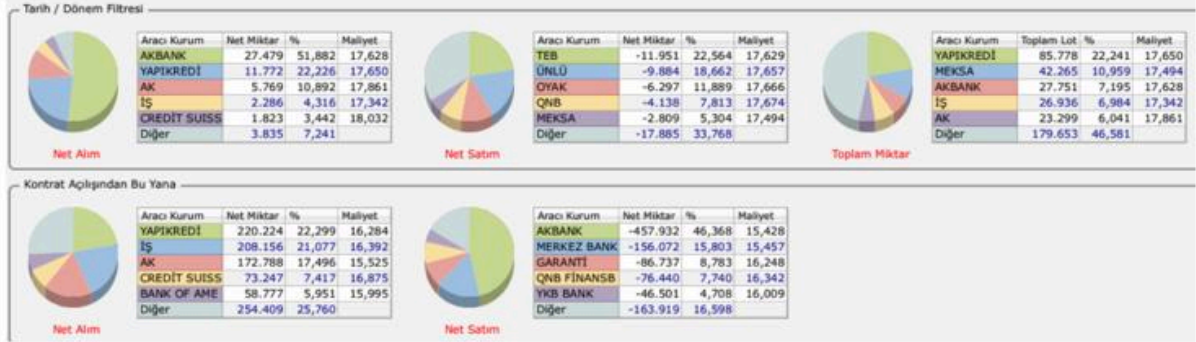 Tarih / Dönem Filtresi
Aracı Kurum Net Miktar % Maliyet
AKBANK 27.479 51,882 17,628
YAPIKREDİ 11.772 22,226 17,650
AK 5.769 10,892 17,861
İŞ 2.286 4,316 17,342
CREDİT SUISS 1.823 3,442 18,032
Diğer 3.835 7,241
Net Alım
Aracı Kurum Net Miktar % Maliyet
TEB -11.951 22,564 17,629
ÜNLÜ -9.884 18,662 17,657
OYAK -6.297 11,889 17,666
QNB -4.138 7,813 17,674
MEKSA -2.809 5,304 17,494
Diğer -17.885 33,768
Net Satım
Aracı Kurum Toplam Lot % Maliyet
YAPIKREDİ 85.778 22,241 17,650
MEKSA 42.265 10,959 17,494
AKBANK 27.751 7,195 17,628
İŞ 26.936 6,984 17,342
AK 23.299 6,041 17,861
Diğer 179.653 46,581
Toplam Miktar
Kontrat Açılışından Bu Yana
Aracı Kurum Net Miktar % Maliyet
YAPIKREDİ 220.224 22,299 16,284
İŞ 208.156 21,077 16,392
AK 172.788 17,496 15,525
CREDİT SUISS 73.247 7,417 16,875
BANK OF AME 58.777 5,951 15,995
Diğer 254.409 25,760
Net Alım
Aracı Kurum Net Miktar % Maliyet
AKBANK -457.932 46,368 15,428
MERKEZ BANK -156.072 15,803 15,457
GARANTİ -86.737 8,783 16,248
QNB FİNANSB -76.440 7,740 16,342
YKB BANK -46.501 4,708 16,009
Diğer -163.919 16,598
Net Satım